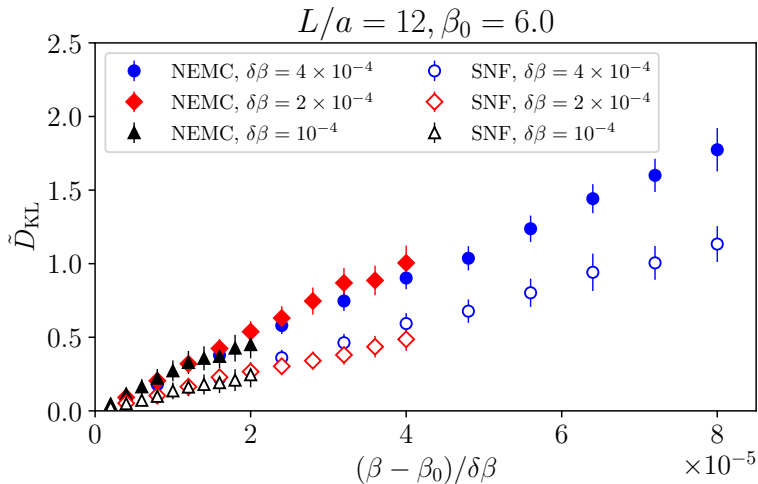 L/a = 12, β₀ = 6.0
NEMC, δβ = 4 × 10⁻⁴
NEMC, δβ = 2 × 10⁻⁴
NEMC, δβ = 10⁻⁴
SNF, δβ = 4 × 10⁻⁴
SNF, δβ = 2 × 10⁻⁴
SNF, δβ = 10⁻⁴
D̃_KL
2.5
2.0
1.5
1.0
0.5
0.0
0 2 4 6 8
×10⁻⁵
(β − β₀)/δβ